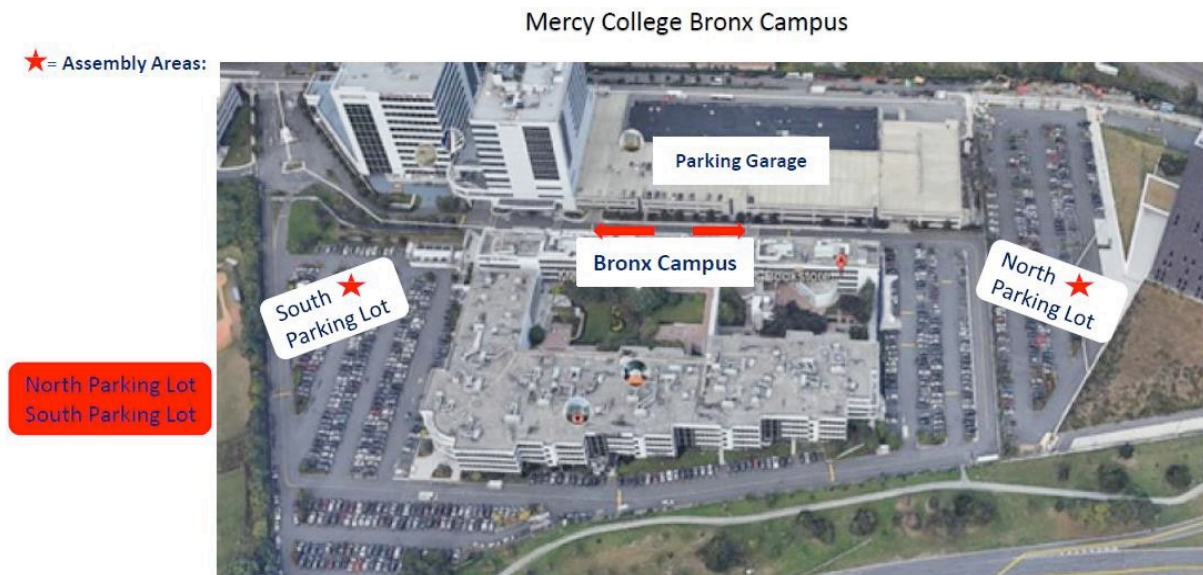 Mercy College Bronx Campus
= Assembly Areas:
Parking Garage
Bronx Campus
Bookstore
South
Parking Lot
North
Parking Lot
North Parking Lot
South Parking Lot